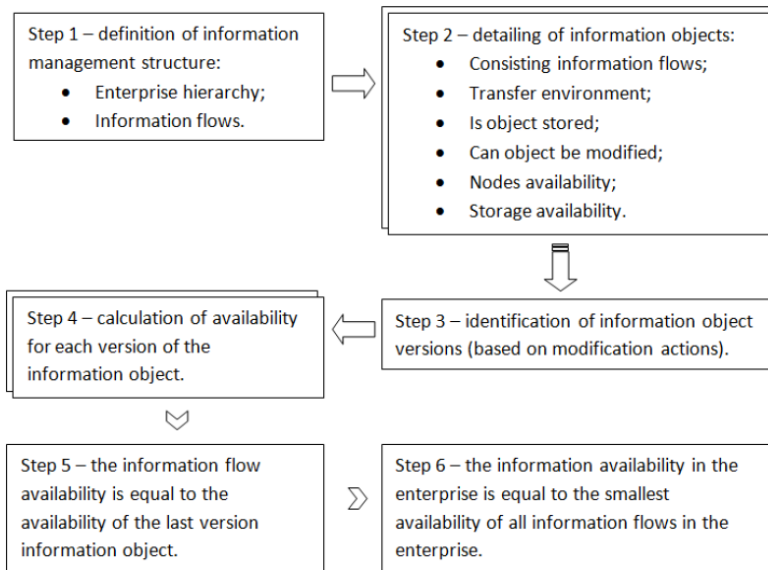 Step 1 – definition of information
management structure:
• Enterprise hierarchy;
• Information flows.
Step 2 – detailing of information objects:
• Consisting information flows;
• Transfer environment;
• Is object stored;
• Can object be modified;
• Nodes availability;
• Storage availability.
Step 3 – identification of information object
versions (based on modification actions).
Step 4 – calculation of availability
for each version of the
information object.
Step 5 – the information flow
availability is equal to the
availability of the last version
information object.
Step 6 – the information availability in the
enterprise is equal to the smallest
availability of all information flows in the
enterprise.